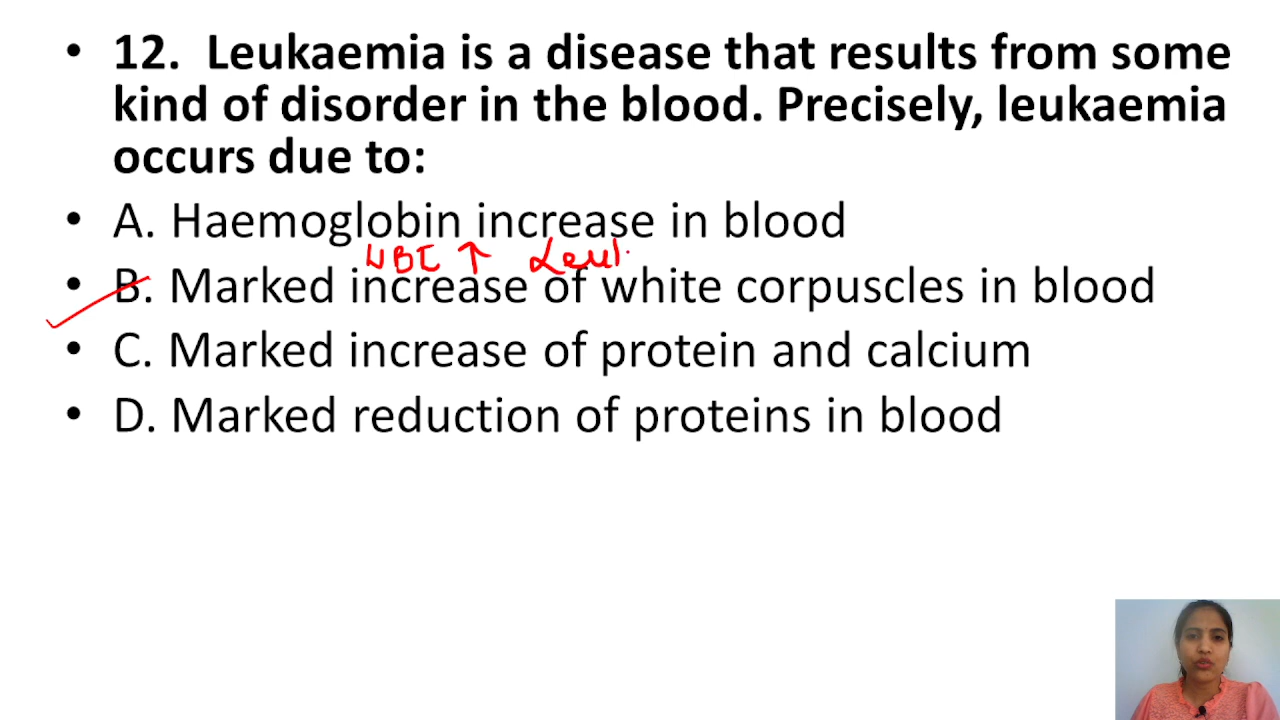 • 12. Leukaemia is a disease that results from some
kind of disorder in the blood. Precisely, leukaemia
occurs due to:
• A. Haemoglobin increase in blood
WBC ↑ Leuk
• B. Marked increase of white corpuscles in blood
• C. Marked increase of protein and calcium
• D. Marked reduction of proteins in blood